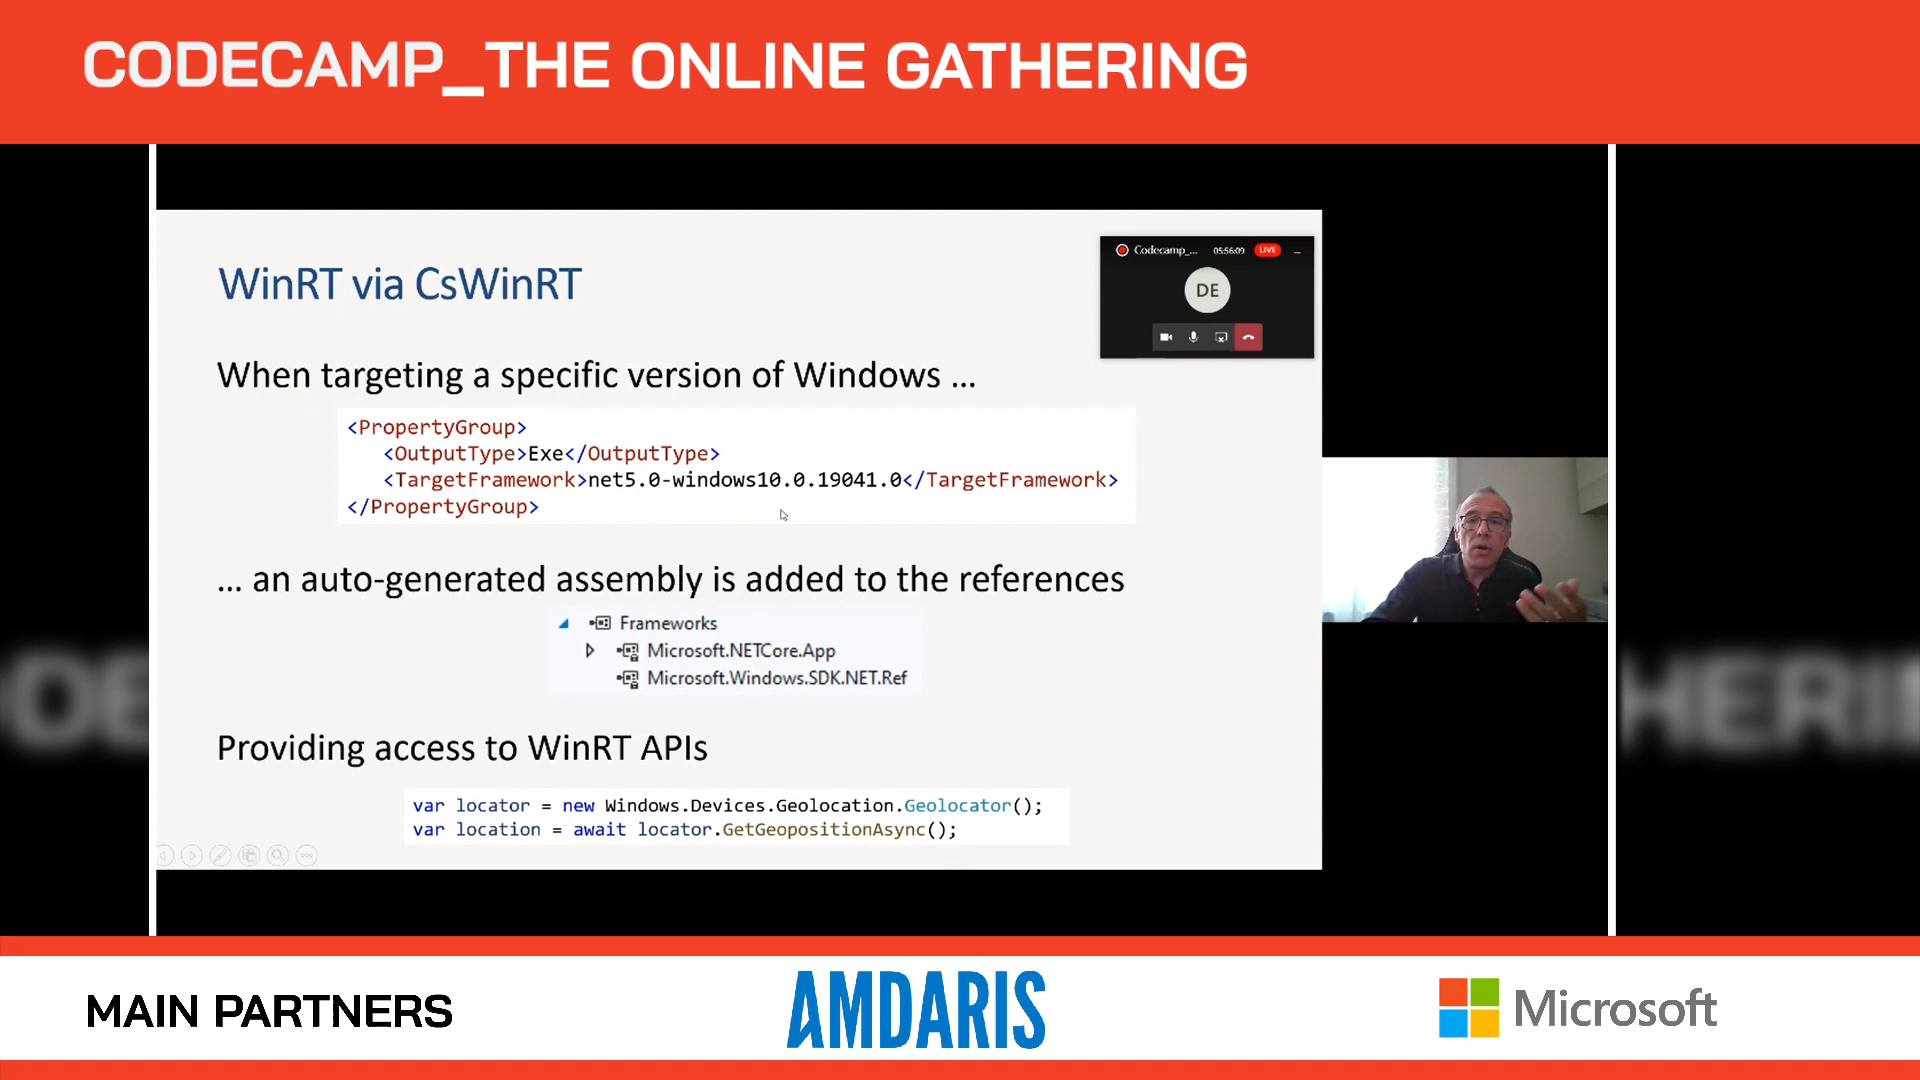 CODECAMP_THE ONLINE GATHERING
WinRT via CsWinRT
Codecamp_... 05:56:09 LIVE
DE
When targeting a specific version of Windows ...
<PropertyGroup>
<OutputType>Exe</OutputType>
<TargetFramework>net5.0-windows10.0.19041.0</TargetFramework>
</PropertyGroup>
... an auto-generated assembly is added to the references
Frameworks
Microsoft.NETCore.App
Microsoft.Windows.SDK.NET.Ref
Providing access to WinRT APIs
var locator = new Windows.Devices.Geolocation.Geolocator();
var location = await locator.GetGeopositionAsync();
MAIN PARTNERS
AMDARIS
Microsoft